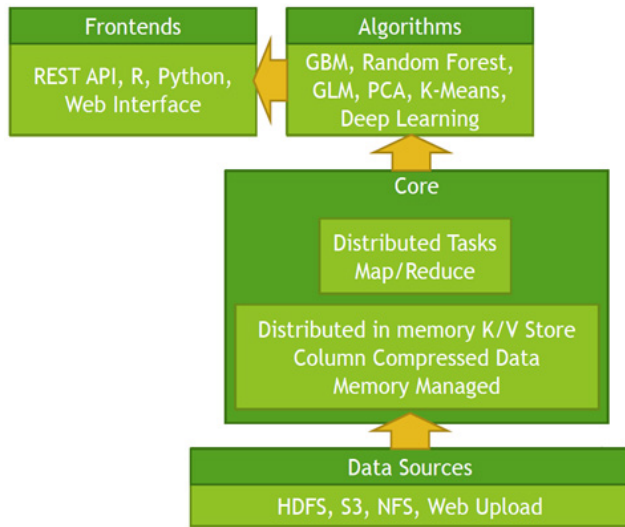 Frontends
REST API, R, Python,
Web Interface
Algorithms
GBM, Random Forest,
GLM, PCA, K-Means,
Deep Learning
Core
Distributed Tasks
Map/Reduce
Distributed in memory K/V Store
Column Compressed Data
Memory Managed
Data Sources
HDFS, S3, NFS, Web Upload